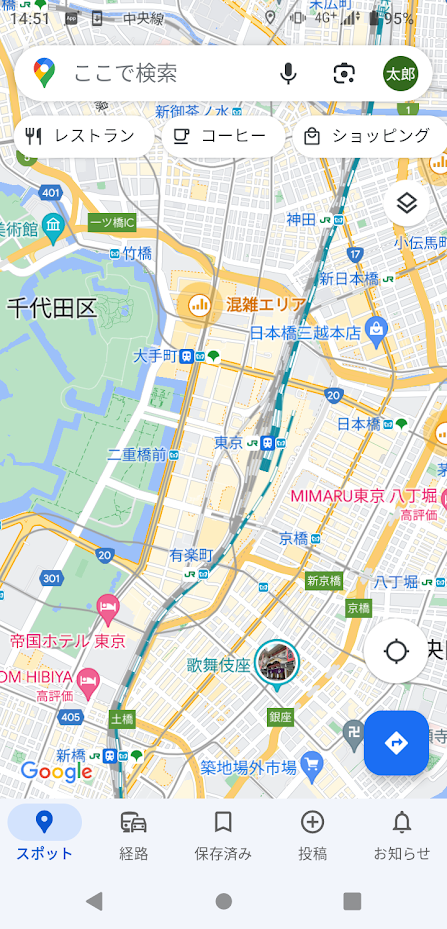 14:51
中央線
4G+
95%
末広町
ここで検索
太郎
新御茶ノ水
1
レストラン
コーヒー
ショッピング
401
美術館
一ツ橋IC
竹橋
神田 JR
17
小伝馬町
新日本橋
千代田区
混雑エリア
日本橋三越本店
大手町
20
日本橋
東京 JR
二重橋前
MIMARU東京 八丁堀
高評価
京橋
20
有楽町
JR
301
新京橋
八丁堀
京橋
帝国ホテル 東京
歌舞伎座
OM HIBIYA
高評価
405
土橋
銀座
新橋 JR
築地場外市場
Google
スポット
経路
保存済み
投稿
お知らせ